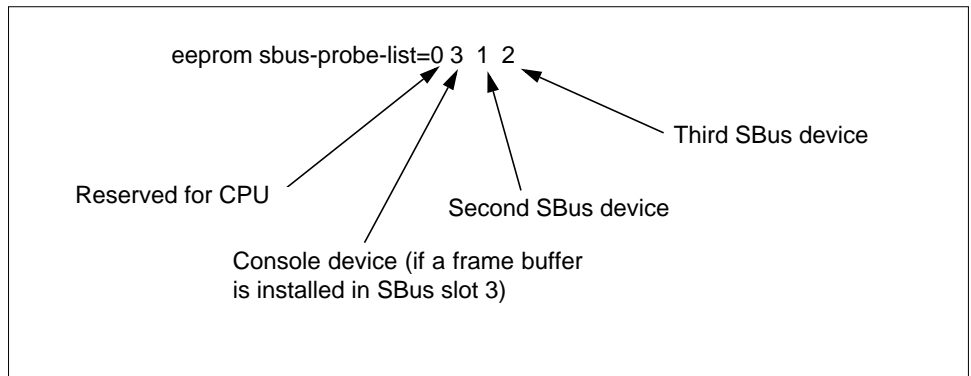 eeprom sbus-probe-list=0 3 1 2
Third SBus device
Reserved for CPU
Second SBus device
Console device (if a frame buffer
is installed in SBus slot 3)